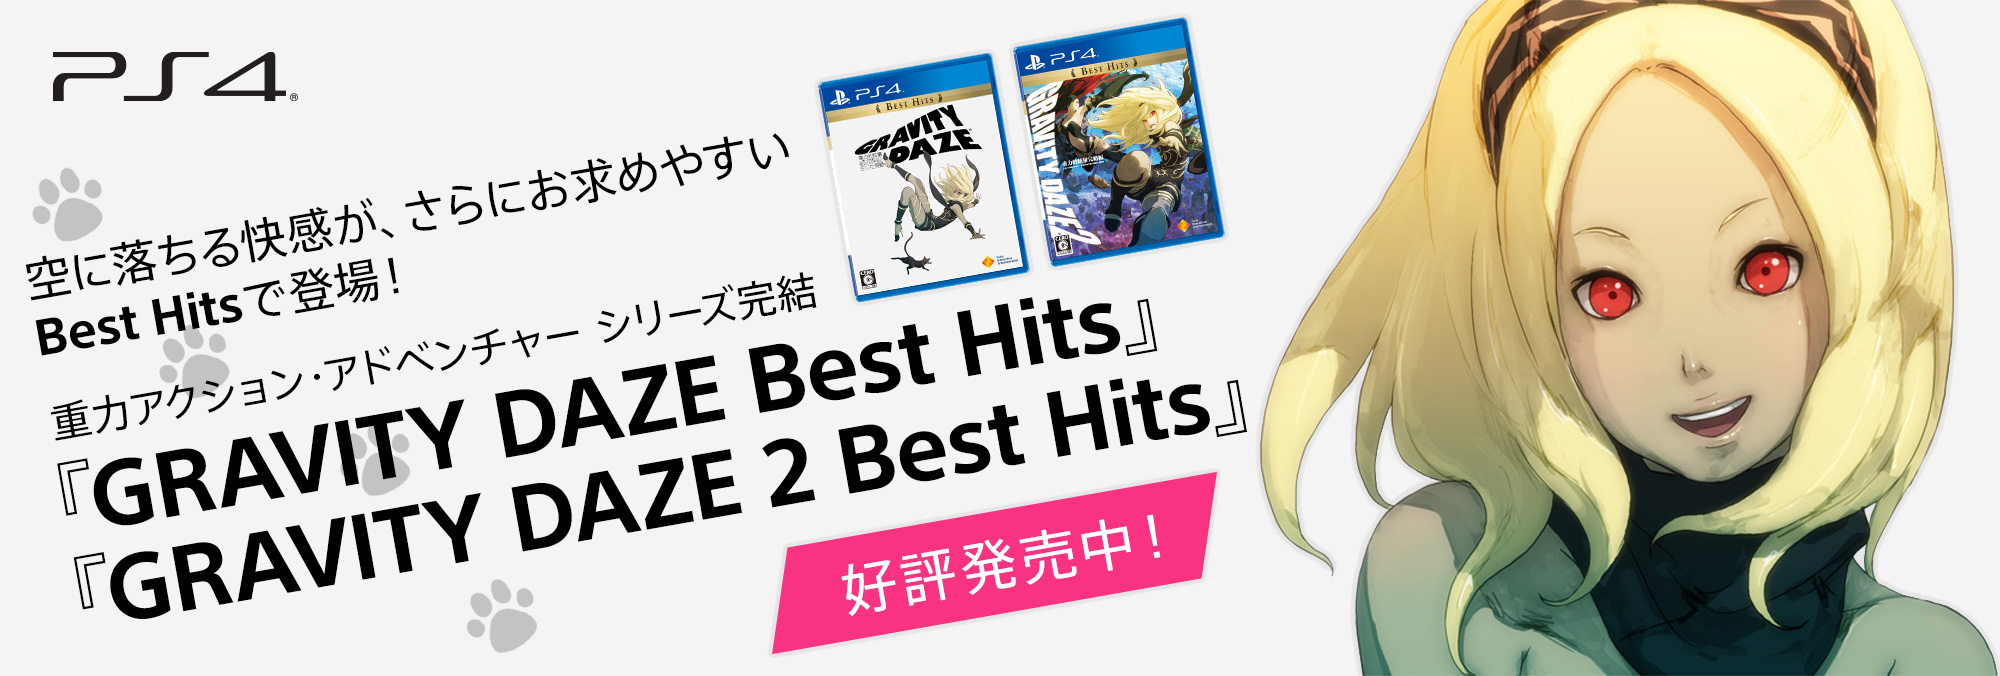 PS4®
空に落ちる快感が、さらにお求めやすい
Best Hitsで登場!
重力アクション・アドベンチャー シリーズ完結
『GRAVITY DAZE Best Hits』
『GRAVITY DAZE 2 Best Hits』
好評発売中!
PS4
BEST HITS
GRAVITY
DAZE
CERO
PS4
BEST HITS
GRAVITY DAZE 2
CERO